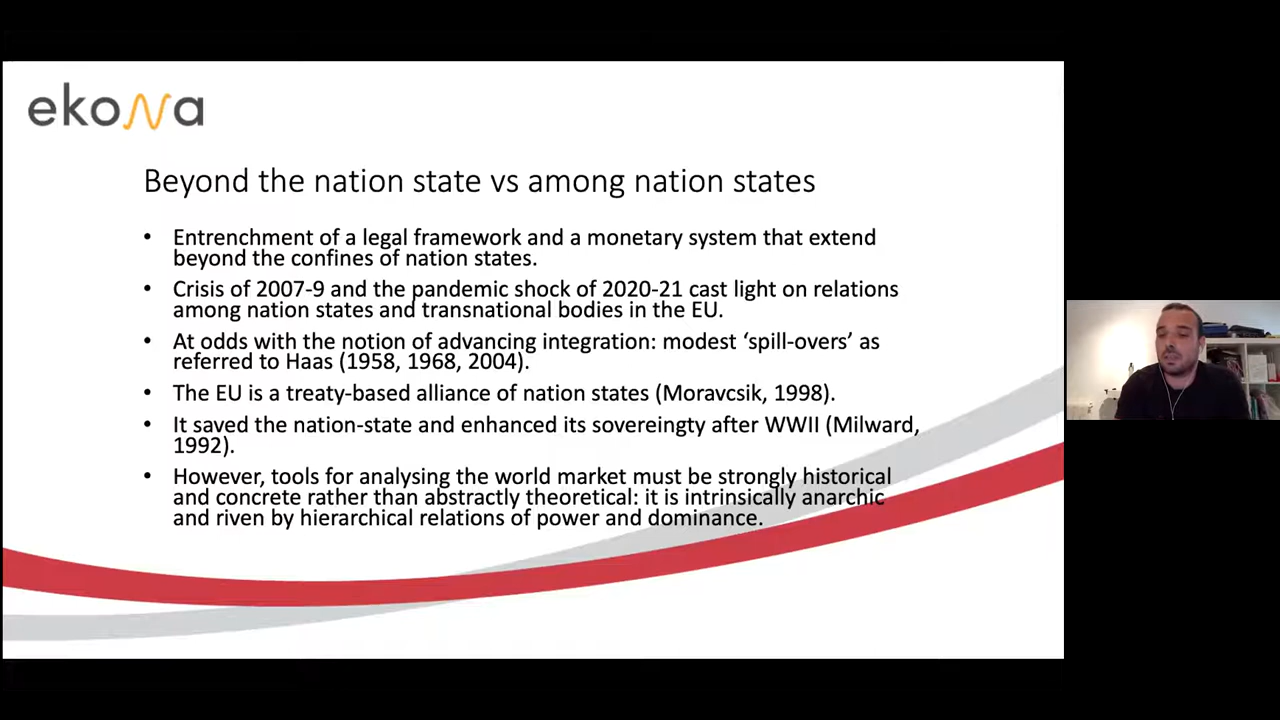 ekona
Beyond the nation state vs among nation states
• Entrenchment of a legal framework and a monetary system that extend
beyond the confines of nation states.
• Crisis of 2007-9 and the pandemic shock of 2020-21 cast light on relations
among nation states and transnational bodies in the EU.
• At odds with the notion of advancing integration: modest ‘spill-overs’ as
referred to Haas (1958, 1968, 2004).
• The EU is a treaty-based alliance of nation states (Moravcsik, 1998).
• It saved the nation-state and enhanced its sovereingty after WWII (Milward,
1992).
• However, tools for analysing the world market must be strongly historical
and concrete rather than abstractly theoretical: it is intrinsically anarchic
and riven by hierarchical relations of power and dominance.